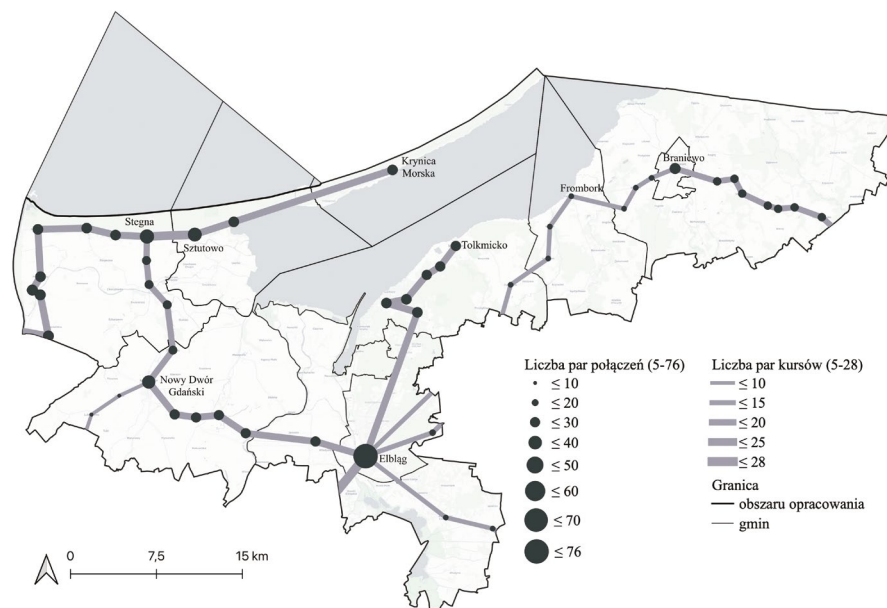 Krynica
Morska
Braniewo
Frombork
Stegna
Sztutowo
Tolkmicko
Nowy Dwór
Gdański
Elbląg
Liczba par połączeń (5-76)
≤ 10
≤ 20
≤ 30
≤ 40
≤ 50
≤ 60
≤ 70
≤ 76
Liczba par kursów (5-28)
≤ 10
≤ 15
≤ 20
≤ 25
≤ 28
Granica
obszaru opracowania
gmin
0 7,5 15 km